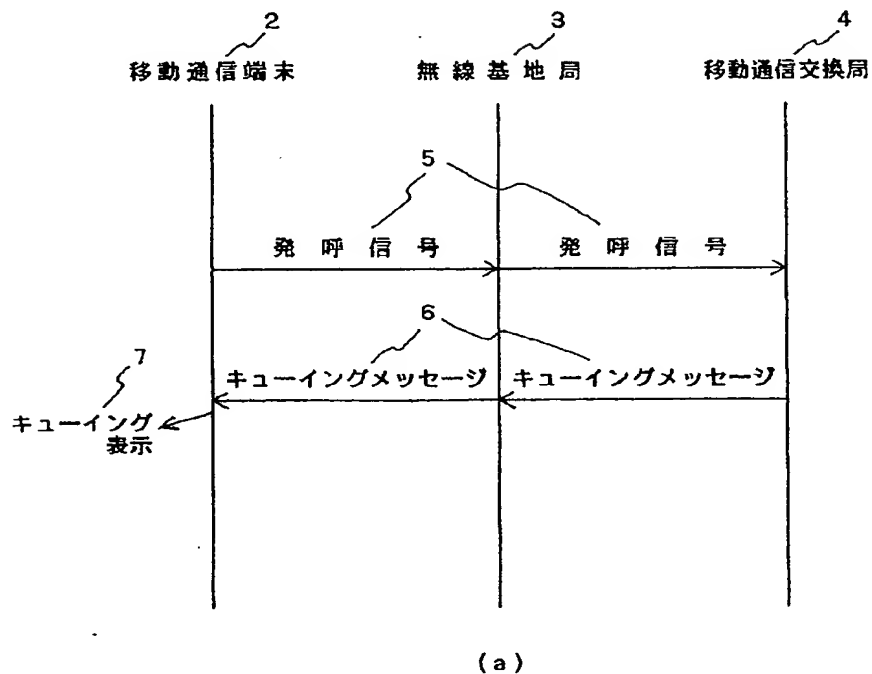 2 3 4
移動通信端末 無線基地局 移動通信交換局
5
発呼信号 発呼信号
6
キューイングメッセージ キューイングメッセージ
7
キューイング
表示
(a)